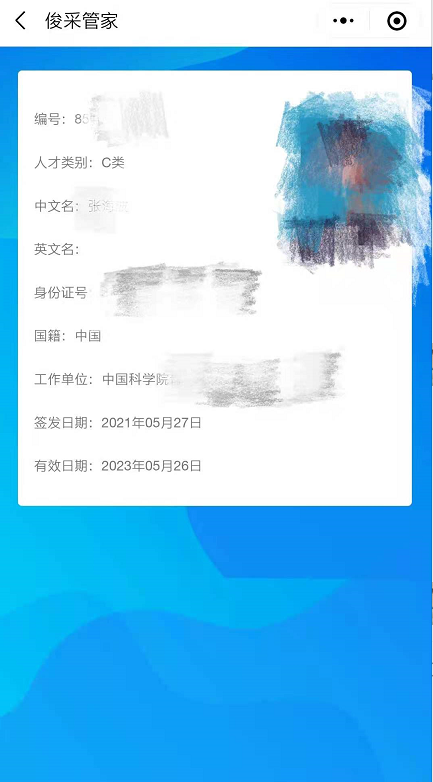 俊采管家
编号：8
人才类别：C类
中文名：张
英文名：
身份证号
国籍：中国
工作单位：中国科学院
签发日期：2021年05月27日
有效日期：2023年05月26日